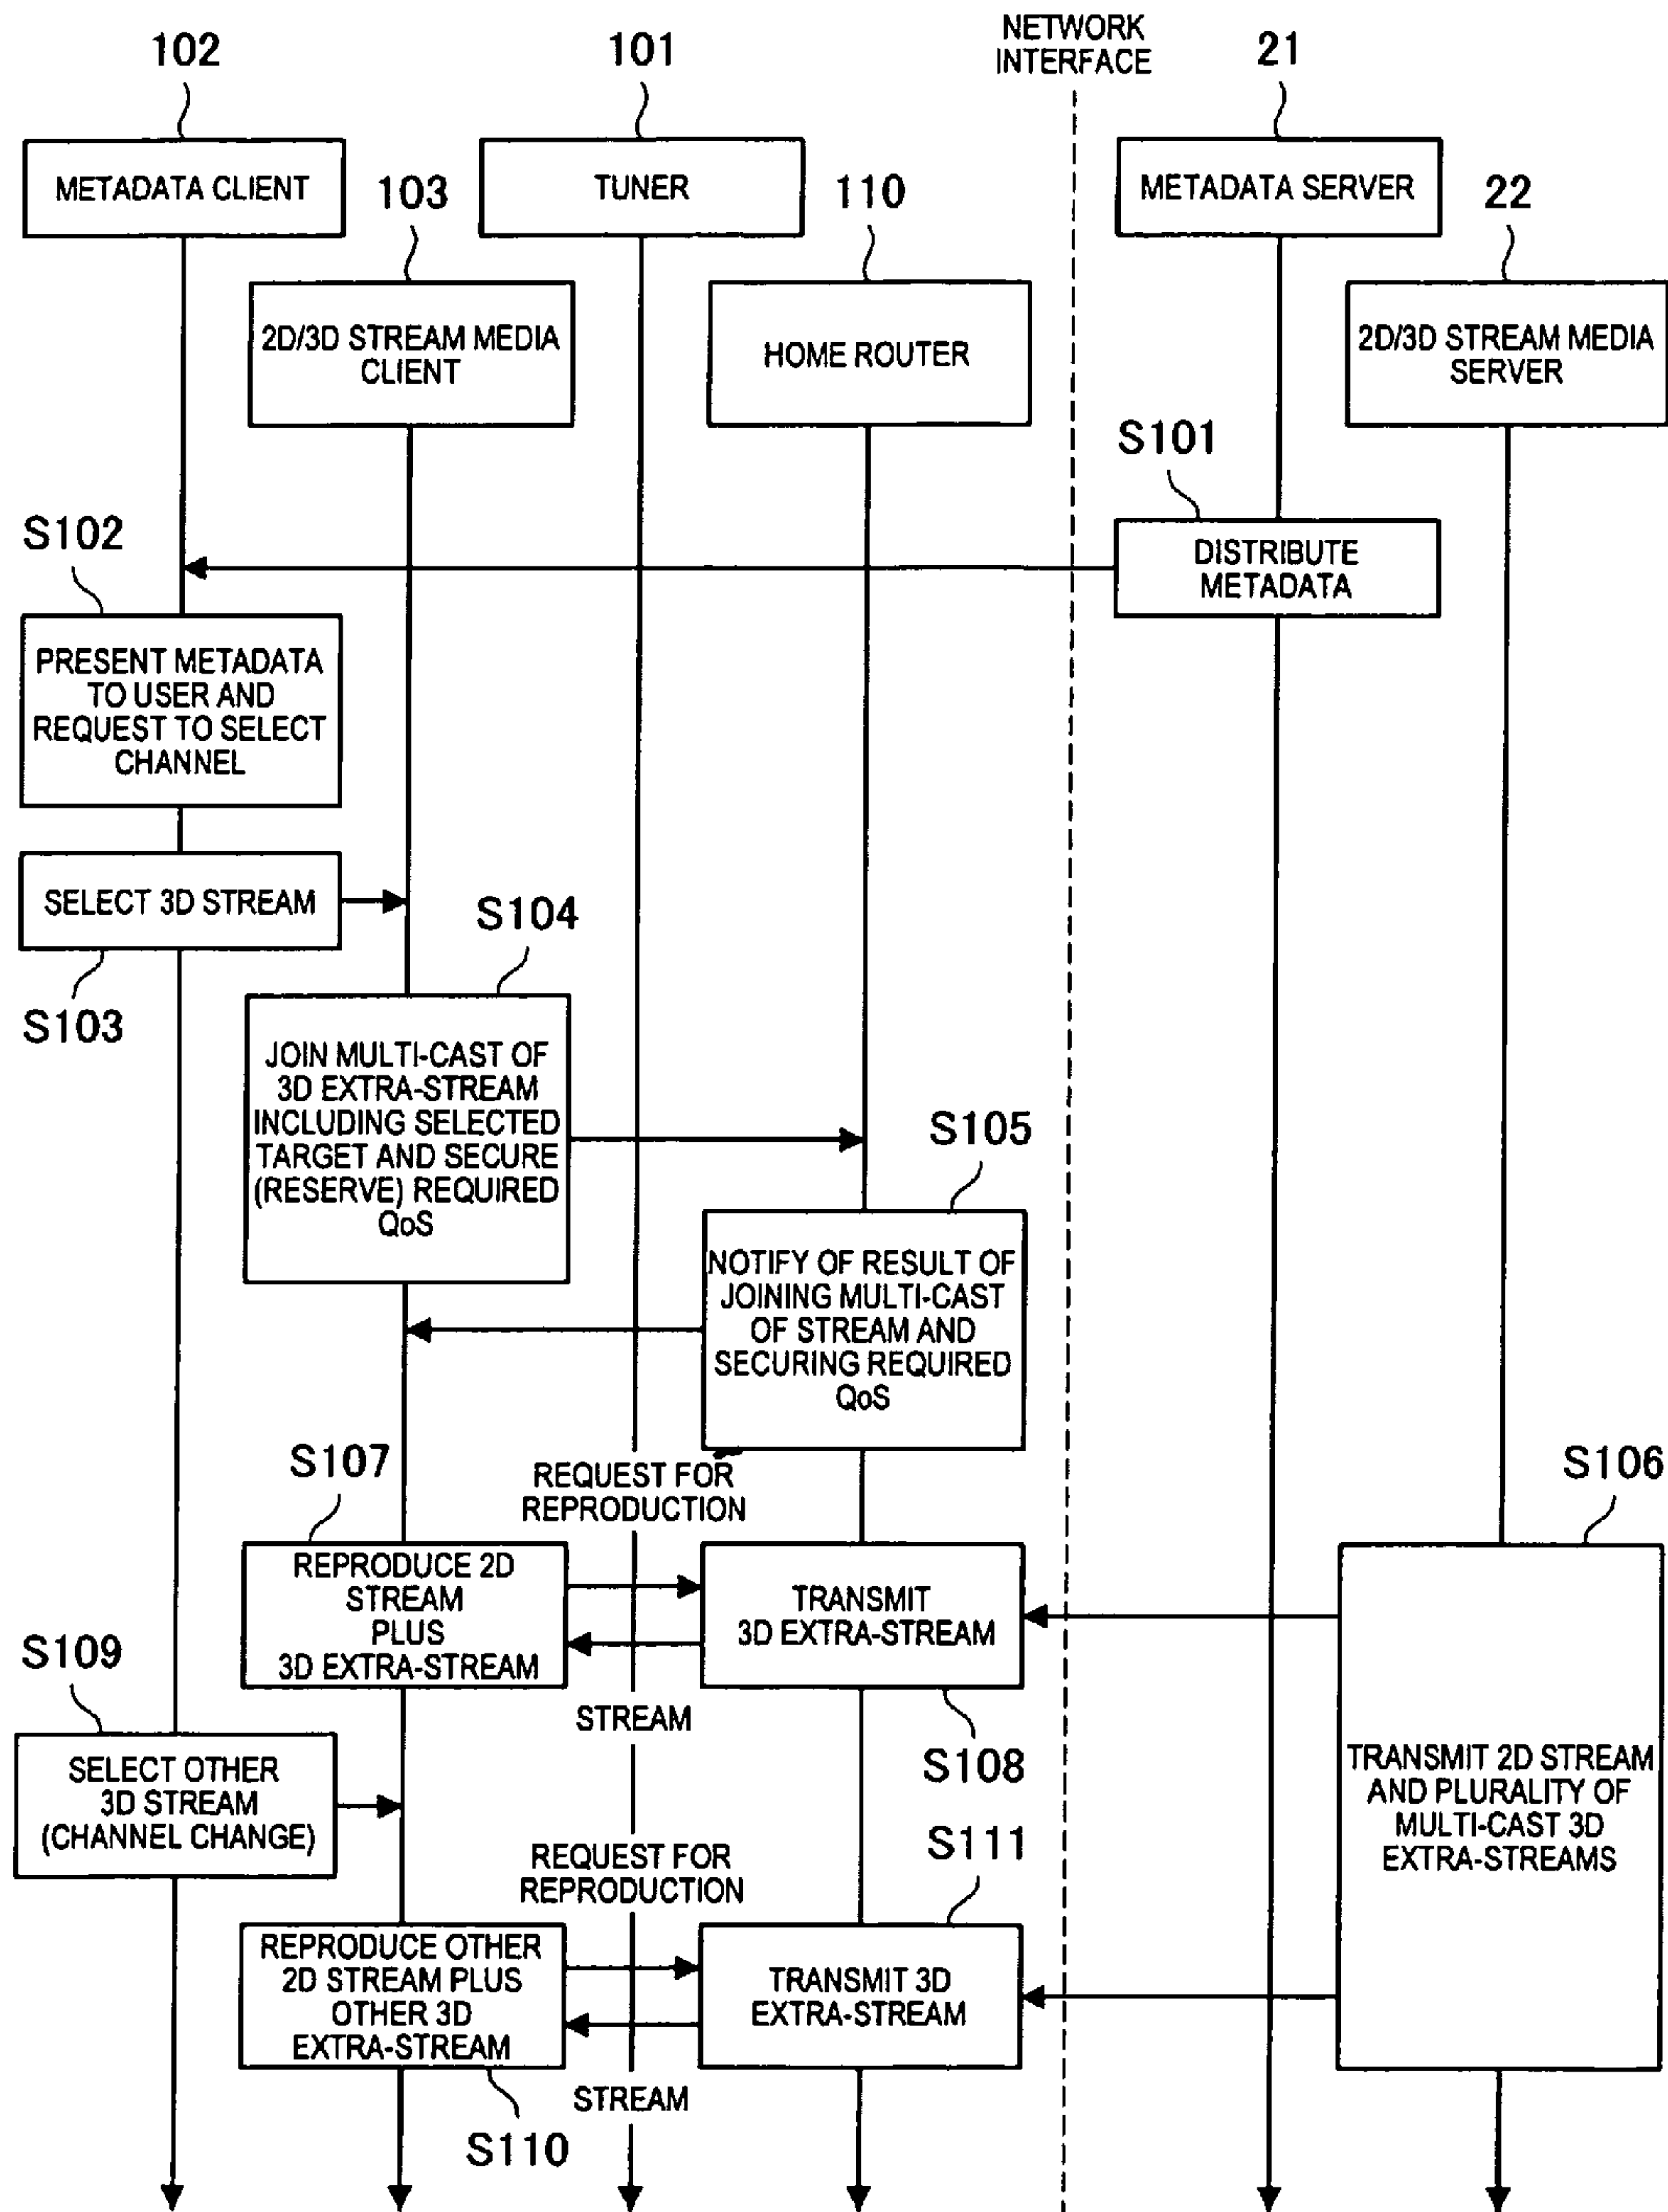 NETWORK
INTERFACE
102
101
21
METADATA CLIENT
TUNER
METADATA SERVER
103
110
22
2D/3D STREAM MEDIA
CLIENT
HOME ROUTER
2D/3D STREAM MEDIA
SERVER
S101
DISTRIBUTE
METADATA
S102
PRESENT METADATA
TO USER AND
REQUEST TO SELECT
CHANNEL
SELECT 3D STREAM
S103
S104
JOIN MULTI-CAST OF
3D EXTRA-STREAM
INCLUDING SELECTED
TARGET AND SECURE
(RESERVE) REQUIRED
QoS
S105
NOTIFY OF RESULT OF
JOINING MULTI-CAST
OF STREAM AND
SECURING REQUIRED
QoS
S107
REQUEST FOR
REPRODUCTION
S106
REPRODUCE 2D
STREAM
PLUS
3D EXTRA-STREAM
TRANSMIT
3D EXTRA-STREAM
STREAM
S108
TRANSMIT 2D STREAM
AND PLURALITY OF
MULTI-CAST 3D
EXTRA-STREAMS
S109
SELECT OTHER
3D STREAM
(CHANNEL CHANGE)
REQUEST FOR
REPRODUCTION
S111
REPRODUCE OTHER
2D STREAM PLUS
OTHER 3D
EXTRA-STREAM
TRANSMIT 3D
EXTRA-STREAM
STREAM
S110